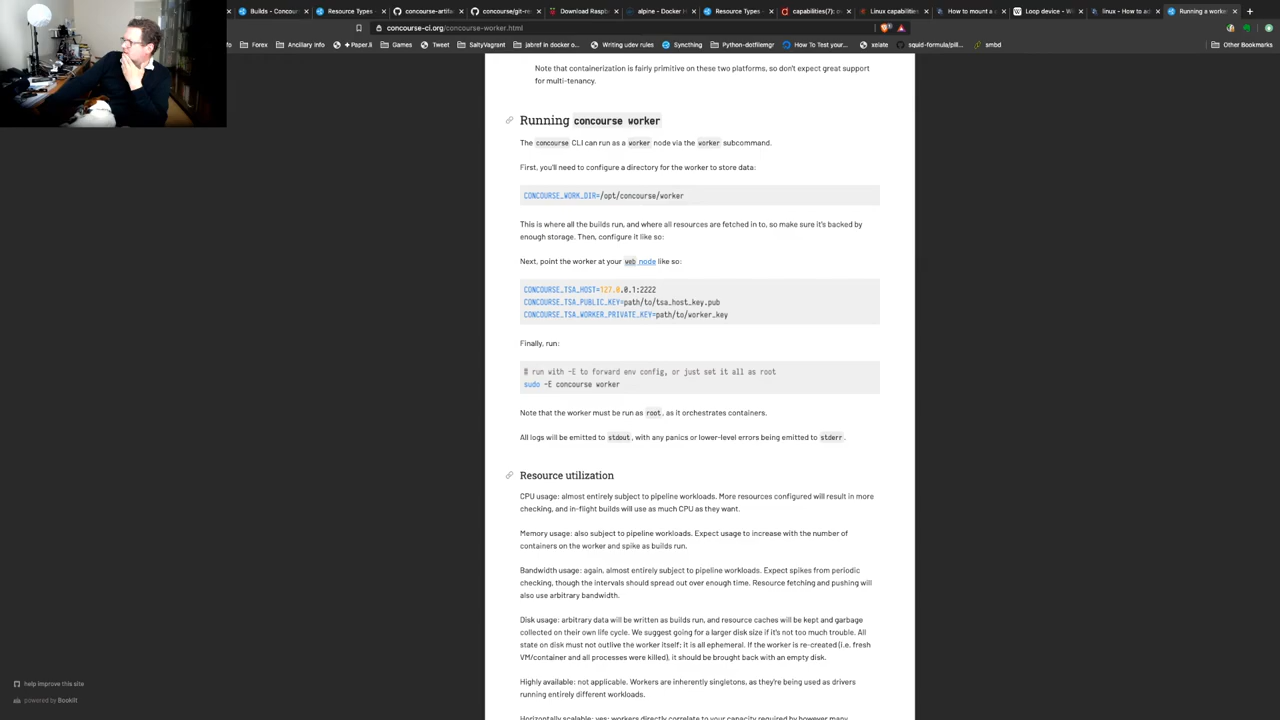 Builds - Concou
Resource Types
concourse-artifa
concourse/git-re
Download Raspb
alpine - Docker H
Resource Types
capabilities(7):
Linux capabilities
How to mount a
Loop device - Wi
linux - How to a
Running a worke
concourse-ci.org/concourse-worker.html
Forex
Ancillary Info
+Paper.li
Games
Tweet
SaltyVagrant
jabref in docker o...
Writing udev rules
Syncthing
Python-dotfilemgr
How To Test your...
xelate
squid-formula/pill...
smbd
Other Bookmarks
Note that containerization is fairly primitive on these two platforms, so don't expect great support
for multi-tenancy.
Running concourse worker
The concourse CLI can run as a worker node via the worker subcommand.
First, you'll need to configure a directory for the worker to store data:
CONCOURSE_WORK_DIR=/opt/concourse/worker
This is where all the builds run, and where all resources are fetched in to, so make sure it's backed by
enough storage. Then, configure it like so:
Next, point the worker at your web node like so:
CONCOURSE_TSA_HOST=127.0.0.1:2222
CONCOURSE_TSA_PUBLIC_KEY=path/to/tsa_host_key.pub
CONCOURSE_TSA_WORKER_PRIVATE_KEY=path/to/worker_key
Finally, run:
# run with -E to forward env config, or just set it all as root
sudo -E concourse worker
Note that the worker must be run as root, as it orchestrates containers.
All logs will be emitted to stdout, with any panics or lower-level errors being emitted to stderr.
Resource utilization
CPU usage: almost entirely subject to pipeline workloads. More resources configured will result in more
checking, and in-flight builds will use as much CPU as they want.
Memory usage: also subject to pipeline workloads. Expect usage to increase with the number of
containers on the worker and spike as builds run.
Bandwidth usage: again, almost entirely subject to pipeline workloads. Expect spikes from periodic
checking, though the intervals should spread out over enough time. Resource fetching and pushing will
also use arbitrary bandwidth.
Disk usage: arbitrary data will be written as builds run, and resource caches will be kept and garbage
collected on their own life cycle. We suggest going for a larger disk size if it's not too much trouble. All
state on disk must not outlive the worker itself; it is all ephemeral. If the worker is re-created (i.e. fresh
VM/container and all processes were killed), it should be brought back with an empty disk.
Highly available: not applicable. Workers are inherently singletons, as they're being used as drivers
running entirely different workloads.
Horizontally scalable: yes; workers directly correlate to your capacity required by however many
help improve this site
powered by Booklit